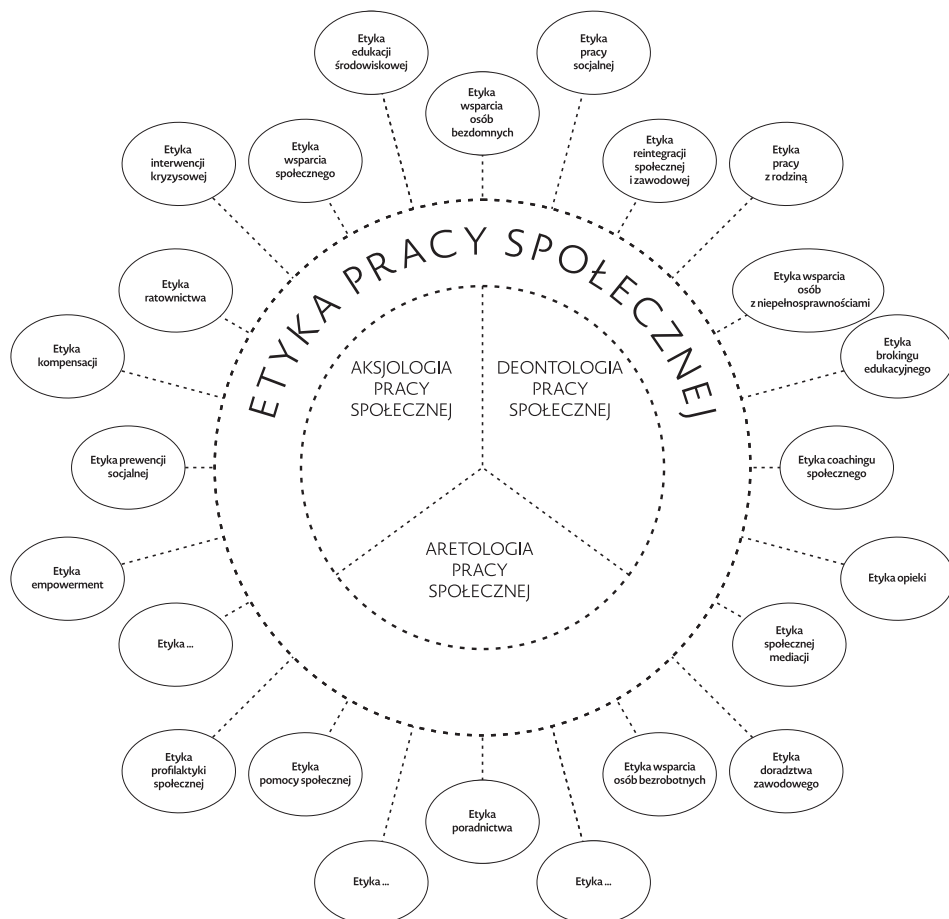 Etyka
edukacji
środowiskowej
Etyka
pracy
socjalnej
Etyka
wsparcia
osób
bezdomnych
Etyka
interwencji
kryzysowej
Etyka
wsparcia
społecznego
Etyka
reintegracji
społecznej
i zawodowej
Etyka
pracy
z rodziną
ETYKA PRACY SPOŁECZNEJ
Etyka
ratownictwa
Etyka wsparcia
osób
z niepełnosprawnościami
Etyka
kompensacji
AKSJOLOGIA
PRACY
SPOŁECZNEJ
DEONTOLOGIA
PRACY
SPOŁECZNEJ
Etyka
brokingu
edukacyjnego
Etyka prewencji
socjalnej
Etyka coachingu
społecznego
ARETOLOGIA
PRACY
SPOŁECZNEJ
Etyka
empowerment
Etyka opieki
Etyka ...
Etyka
społecznej
mediacji
Etyka
profilaktyki
społecznej
Etyka
pomocy społecznej
Etyka wsparcia
osób bezrobotnych
Etyka
doradztwa
zawodowego
Etyka
poradnictwa
Etyka ...
Etyka ...